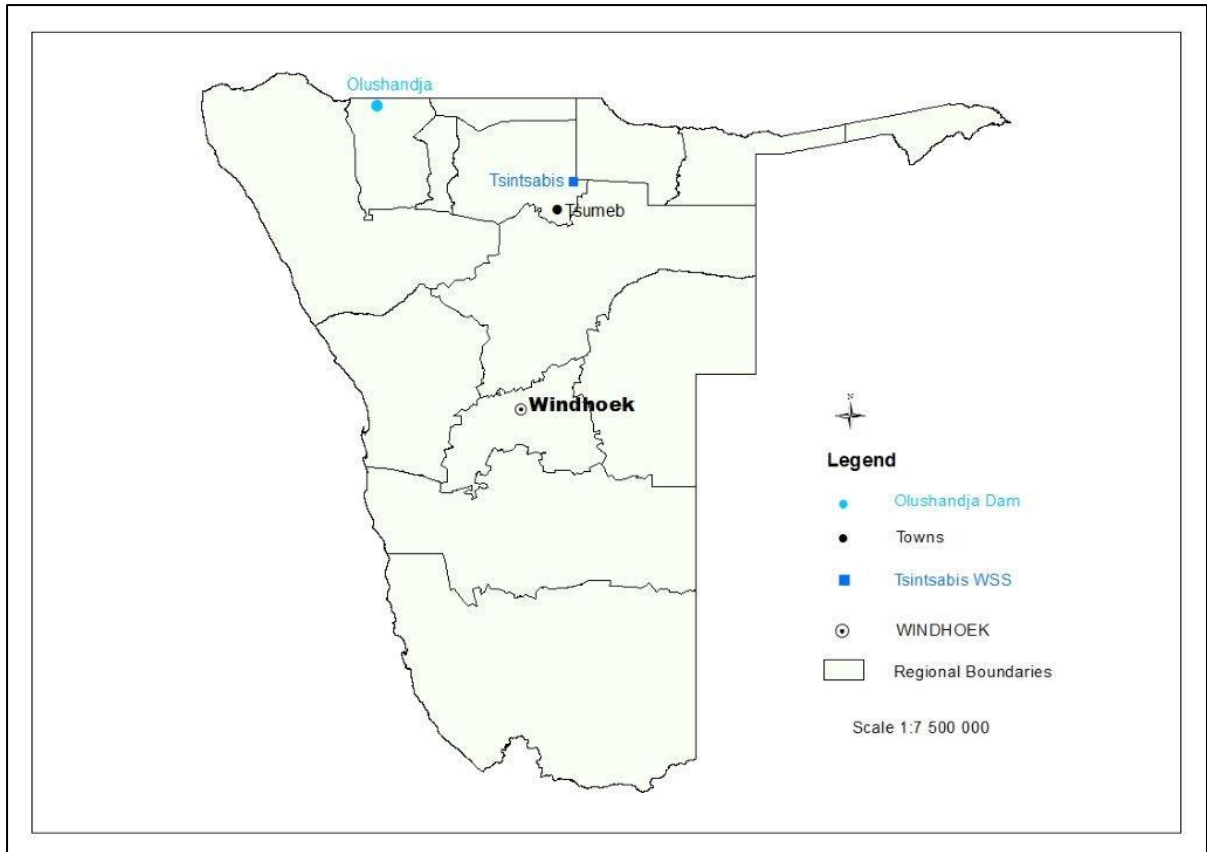 Olushandja
Tsintsabis
Tsumeb
Windhoek
N
Legend
Olushandja Dam
Towns
Tsintsabis WSS
WINDHOEK
Regional Boundaries
Scale 1:7 500 000